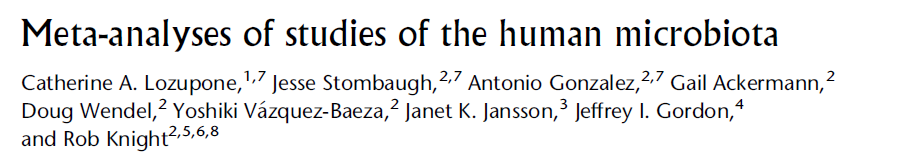 Meta-analyses of studies of the human microbiota
Catherine A. Lozupone,1,7 Jesse Stombaugh,2,7 Antonio Gonzalez,2,7 Gail Ackermann,2
Doug Wendel,2 Yoshiki Vázquez-Baeza,2 Janet K. Jansson,3 Jeffrey I. Gordon,4
and Rob Knight2,5,6,8